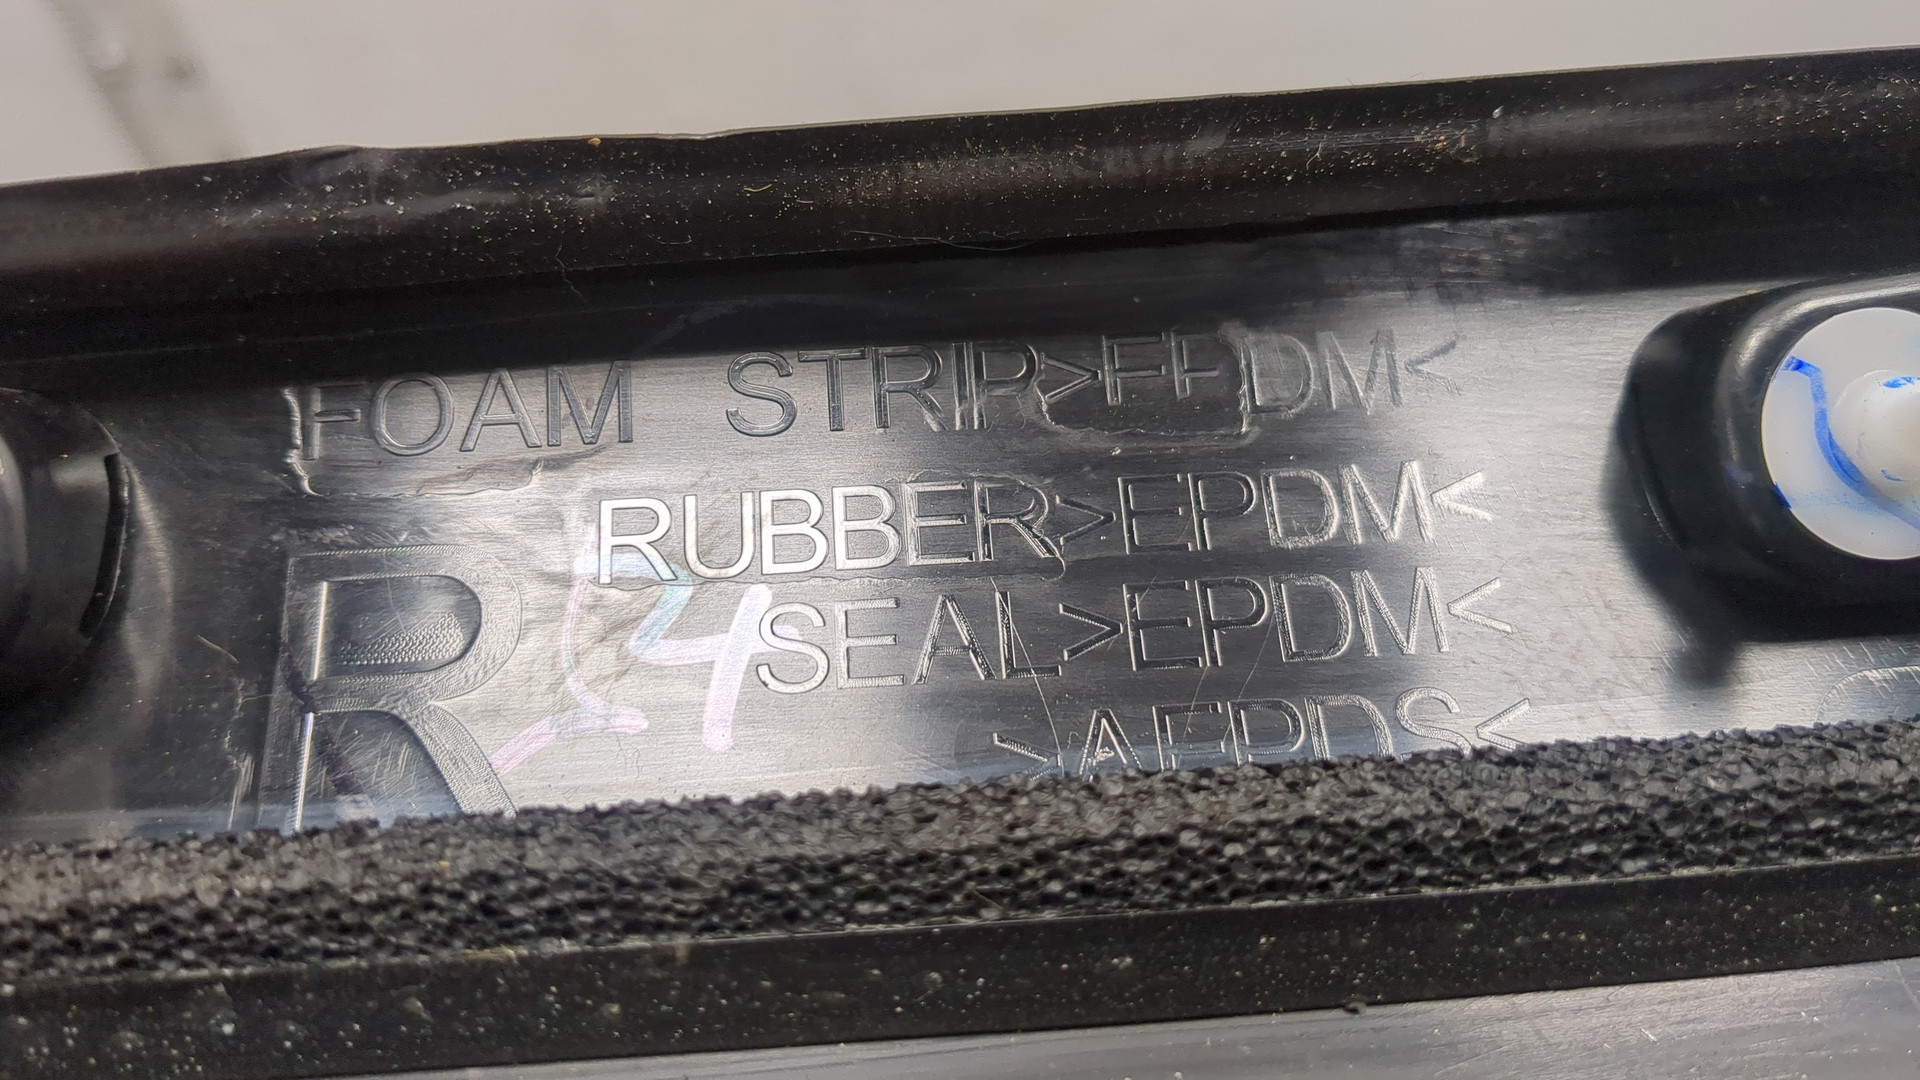 FOAM STRIP>EPDM<
RUBBER>EPDM<
SEAL>EPDM<
>AEPDS<
R